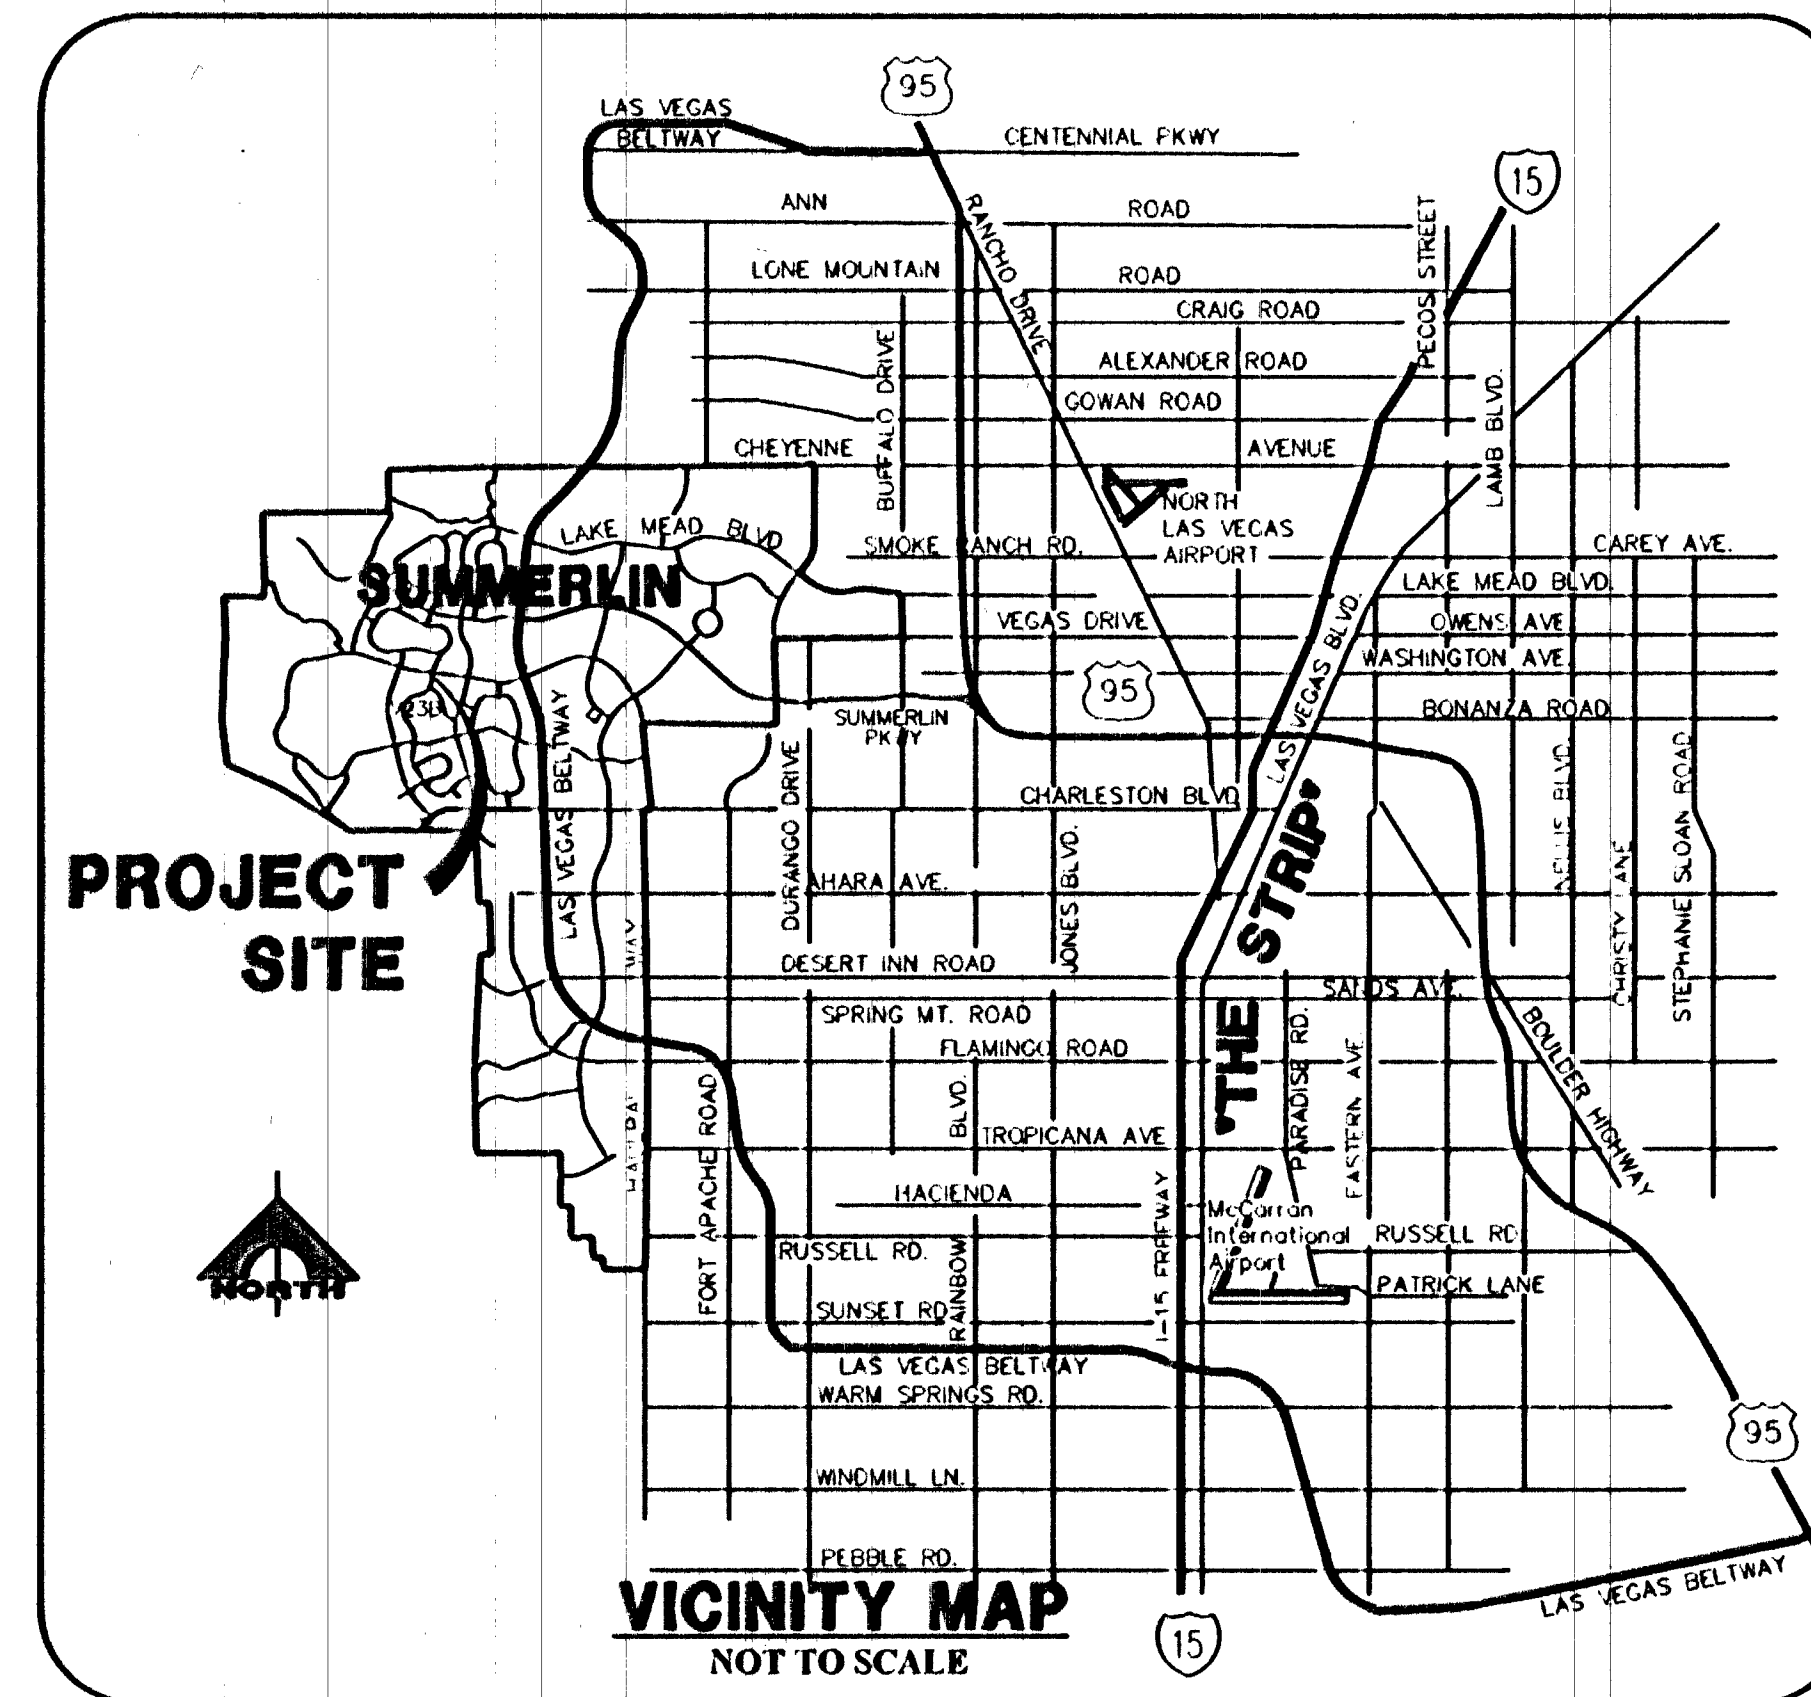 95
LAS VEGAS
BELTWAY
CENTENNIAL PKWY
15
ANN ROAD
RANCHO DRIVE
PECOS STREET
LONE MOUNTAIN ROAD
CRAIG ROAD
BUFFALO DRIVE
ALEXANDER ROAD
GOWAN ROAD
LAMB BLVD.
CHEYENNE AVENUE
NORTH
LAS VEGAS
AIRPORT
LAKE MEAD BLVD
SMOKE RANCH RD.
CAREY AVE.
SUMMERLIN
LAKE MEAD BLVD.
VEGAS DRIVE
OWENS AVE
LAS VEGAS BLVD.
WASHINGTON AVE.
95
BONANZA ROAD
SUMMERLIN
PKWY
LAS VEGAS BELTWAY
DURANGO DRIVE
CHARLESTON BLVD
BLVD.
STEPHANIE SLOAN ROAD
CHRISTY LANE
JONES BLVD.
"THE STRIP"
PROJECT
SITE
AHARA AVE.
DESERT INN ROAD
SANDS AVE.
SPRING MT. ROAD
FLAMINGO ROAD
BOULDER HIGHWAY
PARADISE RD.
EASTERN AVE
FORT APACHE ROAD
RAINBOW BLVD.
TROPICANA AVE
HACIENDA
I-15 FREEWAY
McCarran
International
Airport
RUSSELL RD.
RUSSELL RD
PATRICK LANE
NORTH
SUNSET RD
LAS VEGAS BELTWAY
WARM SPRINGS RD.
95
WINDMILL LN.
PEBBLE RD.
LAS VEGAS BELTWAY
VICINITY MAP
NOT TO SCALE
15